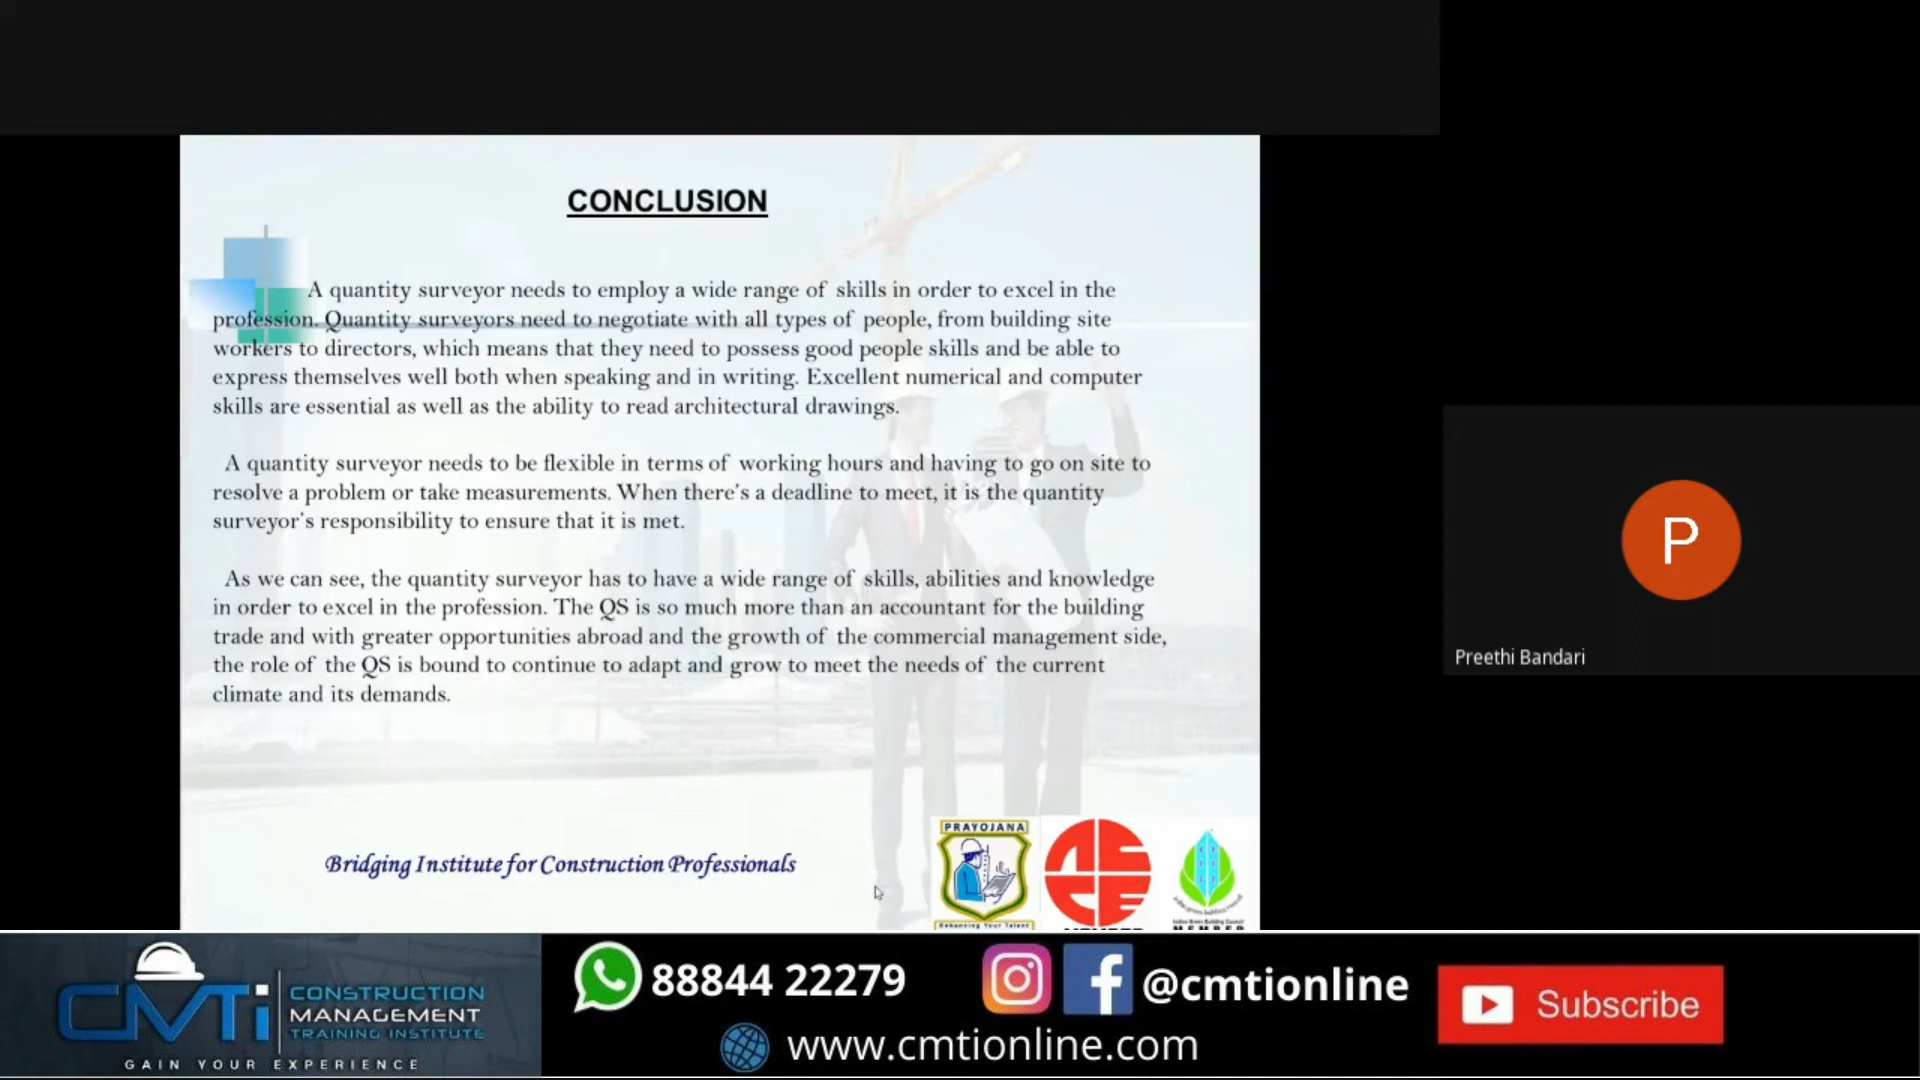 CONCLUSION
A quantity surveyor needs to employ a wide range of skills in order to excel in the
profession. Quantity surveyors need to negotiate with all types of people, from building site
workers to directors, which means that they need to possess good people skills and be able to
express themselves well both when speaking and in writing. Excellent numerical and computer
skills are essential as well as the ability to read architectural drawings.
A quantity surveyor needs to be flexible in terms of working hours and having to go on site to
resolve a problem or take measurements. When there's a deadline to meet, it is the quantity
surveyor's responsibility to ensure that it is met.
As we can see, the quantity surveyor has to have a wide range of skills, abilities and knowledge
in order to excel in the profession. The QS is so much more than an accountant for the building
trade and with greater opportunities abroad and the growth of the commercial management side,
the role of the QS is bound to continue to adapt and grow to meet the needs of the current
climate and its demands.
P
Preethi Bandari
Bridging Institute for Construction Professionals
PRAYOJANA
Enhancing Your Talent
Indian Green Building Council
CMTi
CONSTRUCTION
MANAGEMENT
TRAINING INSTITUTE
GAIN YOUR EXPERIENCE
88844 22279
@cmtionline
www.cmtionline.com
Subscribe